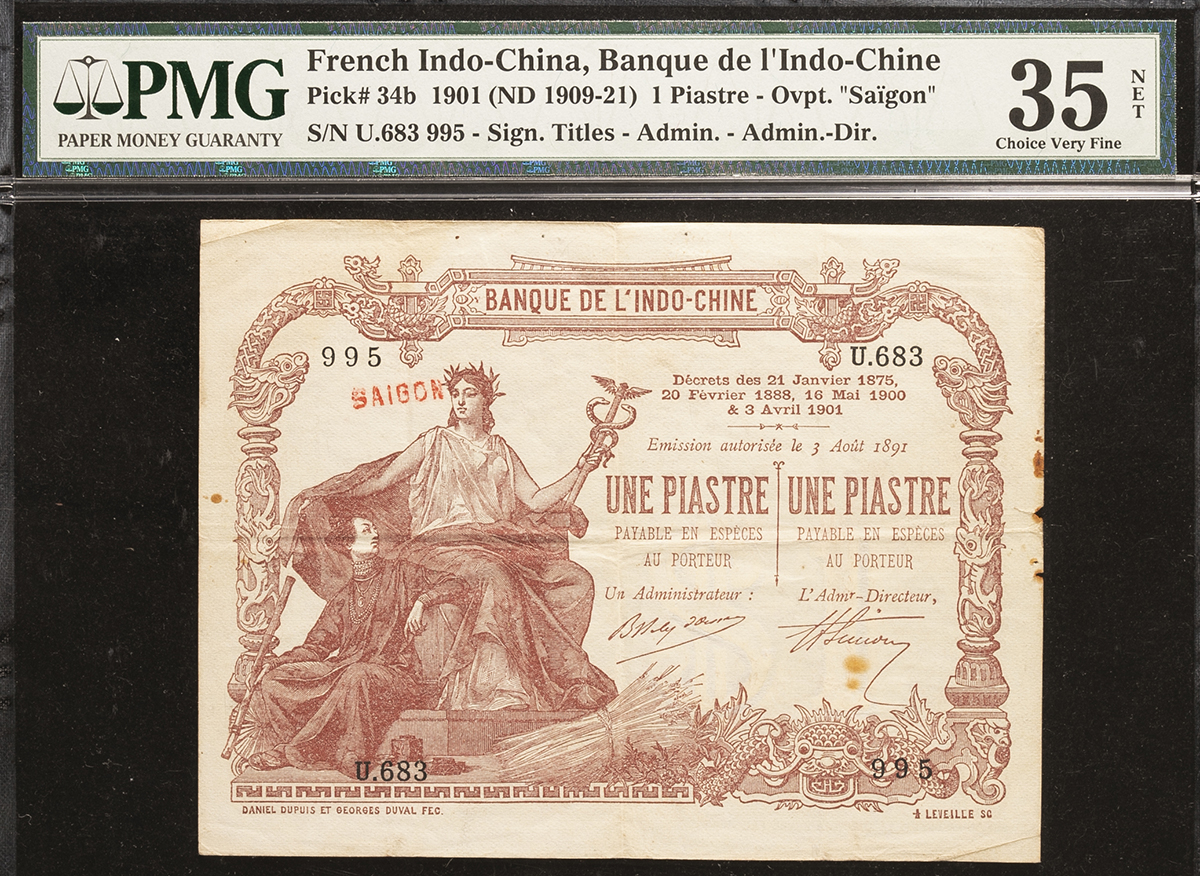 PMG
PAPER MONEY GUARANTY
French Indo-China, Banque de l'Indo-Chine
Pick# 34b 1901 (ND 1909-21) 1 Piastre - Ovpt. "Saïgon"
S/N U.683 995 - Sign. Titles - Admin. - Admin.-Dir.
35
NET
Choice Very Fine
BANQUE DE L'INDO-CHINE
995
U.683
SAIGON
Décrets des 21 Janvier 1875,
20 Février 1888, 16 Mai 1900
& 3 Avril 1901
Emission autorisée le 3 Août 1891
UNE PIASTRE
PAYABLE EN ESPÈCES
AU PORTEUR
Un Administrateur :
UNE PIASTRE
PAYABLE EN ESPÈCES
AU PORTEUR
L'Admr-Directeur,
U.683
995
DANIEL DUPUIS ET GEORGES DUVAL FEC.
A LEVEILLE SC